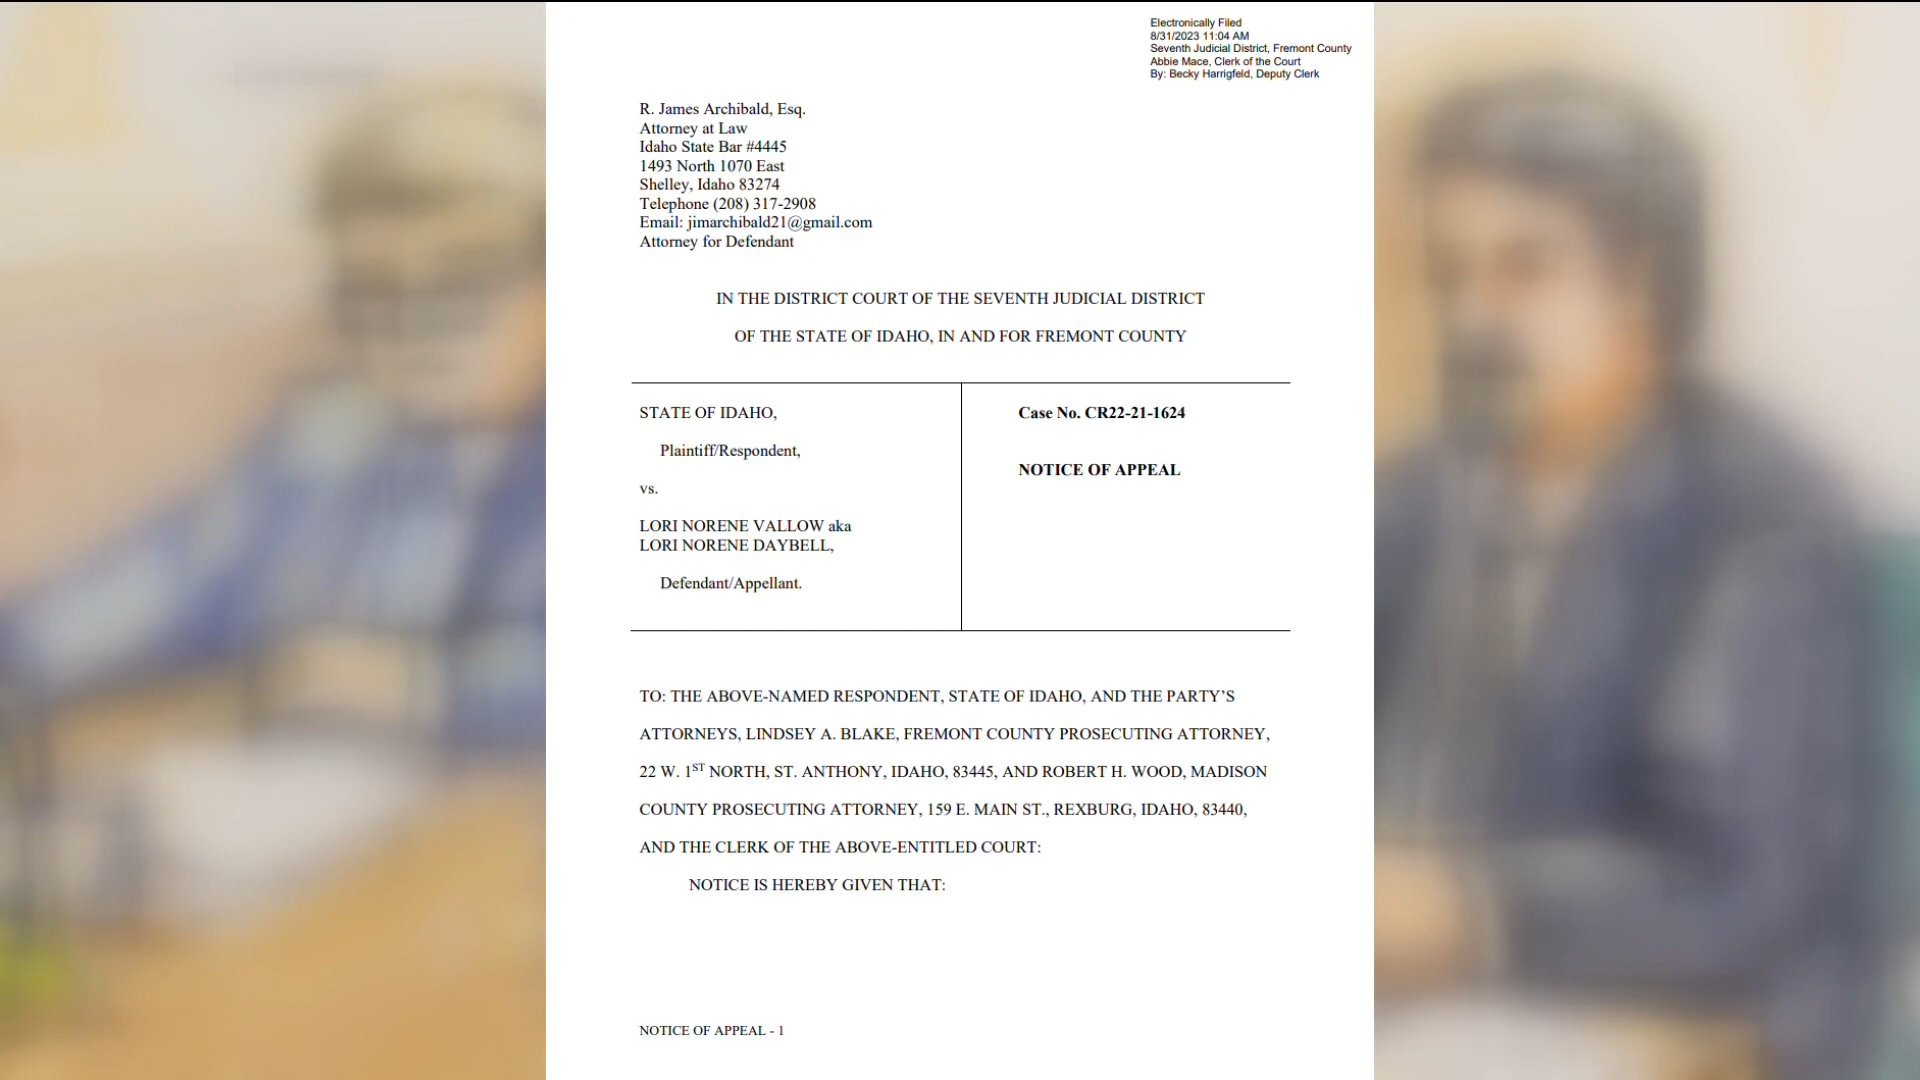 Electronically Filed
8/31/2023 11:04 AM
Seventh Judicial District, Fremont County
Abbie Mace, Clerk of the Court
By: Becky Harrigfeld, Deputy Clerk
R. James Archibald, Esq.
Attorney at Law
Idaho State Bar #4445
1493 North 1070 East
Shelley, Idaho 83274
Telephone (208) 317-2908
Email: jimarchibald21@gmail.com
Attorney for Defendant
IN THE DISTRICT COURT OF THE SEVENTH JUDICIAL DISTRICT
OF THE STATE OF IDAHO, IN AND FOR FREMONT COUNTY
STATE OF IDAHO,
Plaintiff/Respondent,
vs.
LORI NORENE VALLOW aka
LORI NORENE DAYBELL,
Defendant/Appellant.
Case No. CR22-21-1624
NOTICE OF APPEAL
TO: THE ABOVE-NAMED RESPONDENT, STATE OF IDAHO, AND THE PARTY’S
ATTORNEYS, LINDSEY A. BLAKE, FREMONT COUNTY PROSECUTING ATTORNEY,
22 W. 1ST NORTH, ST. ANTHONY, IDAHO, 83445, AND ROBERT H. WOOD, MADISON
COUNTY PROSECUTING ATTORNEY, 159 E. MAIN ST., REXBURG, IDAHO, 83440,
AND THE CLERK OF THE ABOVE-ENTITLED COURT:
NOTICE IS HEREBY GIVEN THAT:
NOTICE OF APPEAL - 1